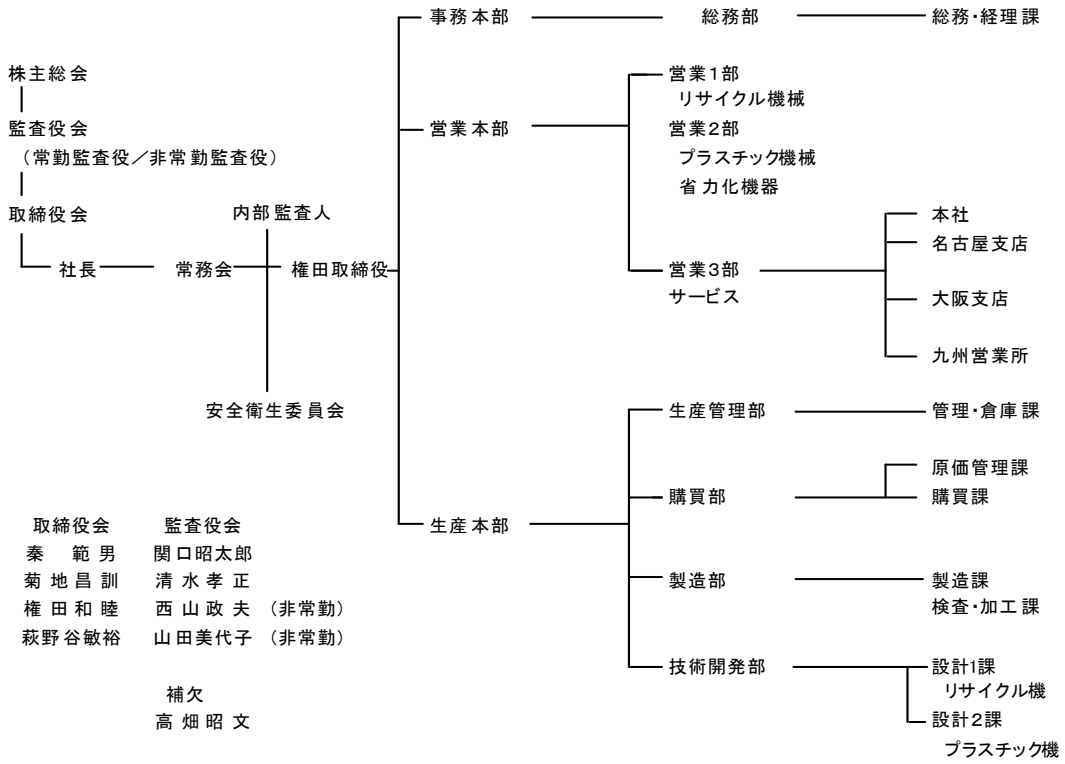 事務本部
総務部
総務・経理課
株主総会
監査役会
(常勤監査役/非常勤監査役)
取締役会
社長
常務会
内部監査人
権田取締役
安全衛生委員会
営業本部
営業1部
リサイクル機械
営業2部
プラスチック機械
省力化機器
営業3部
サービス
本社
名古屋支店
大阪支店
九州営業所
生産本部
生産管理部
管理・倉庫課
購買部
原価管理課
購買課
製造部
製造課
検査・加工課
技術開発部
設計1課
リサイクル機
設計2課
プラスチック機
取締役会 監査役会
秦 範男 関口昭太郎
菊地昌訓 清水孝正
権田和睦 西山政夫 (非常勤)
萩野谷敏裕 山田美代子 (非常勤)
補欠
高畑昭文